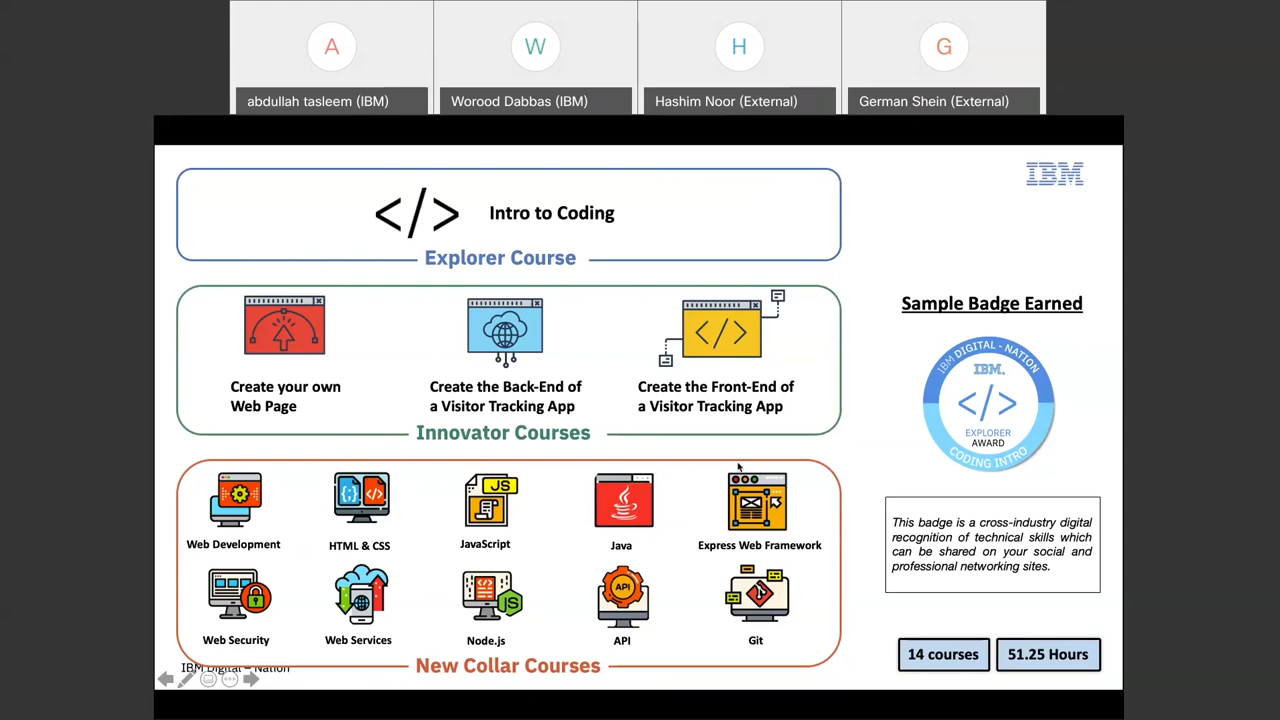 A
W
H
G
abdullah tasleem (IBM)
Worood Dabbas (IBM)
Hashim Noor (External)
German Shein (External)
IBM
</> Intro to Coding
Explorer Course
</>
Create your own
Web Page
Create the Back-End of
a Visitor Tracking App
Create the Front-End of
a Visitor Tracking App
Innovator Courses
{;} </>
JS
Web Development
HTML & CSS
JavaScript
Java
Express Web Framework
</>
JS
API
Web Security
Web Services
Node.js
API
Git
New Collar Courses
IBM Digital – Nation
Sample Badge Earned
IBM DIGITAL - NATION
IBM.
</>
EXPLORER
AWARD
CODING INTRO
This badge is a cross-industry digital
recognition of technical skills which
can be shared on your social and
professional networking sites.
14 courses
51.25 Hours